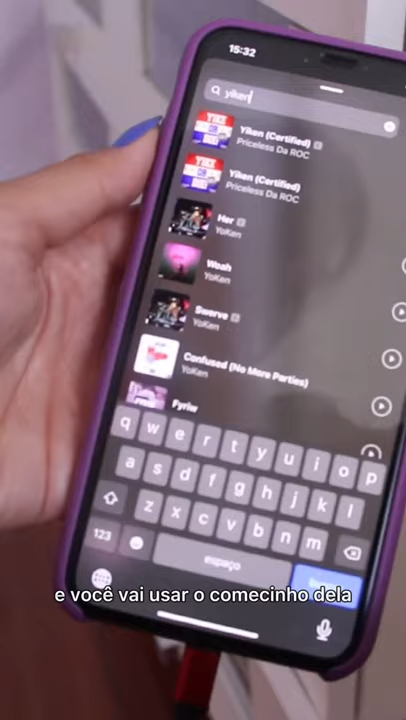 15:32
yiken
Yiken (Certified) E
Priceless Da ROC
Yiken (Certified)
Priceless Da ROC
Her E
YoKen
Woah
YoKen
Swerve E
YoKen
Confused (No More Parties)
YoKen
Fyriw
q w e r t y u i o p
a s d f g h j k l
z x c v b n m
123
espaço
e você vai usar o comecinho dela